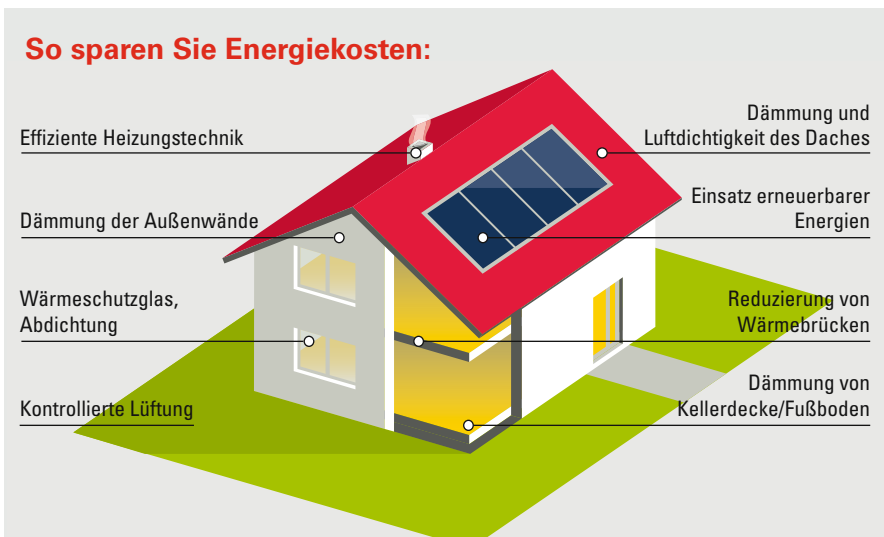 So sparen Sie Energiekosten:
Effiziente Heizungstechnik
Dämmung der Außenwände
Wärmeschutzglas,
Abdichtung
Kontrollierte Lüftung
Dämmung und
Luftdichtigkeit des Daches
Einsatz erneuerbarer
Energien
Reduzierung von
Wärmebrücken
Dämmung von
Kellerdecke/Fußboden